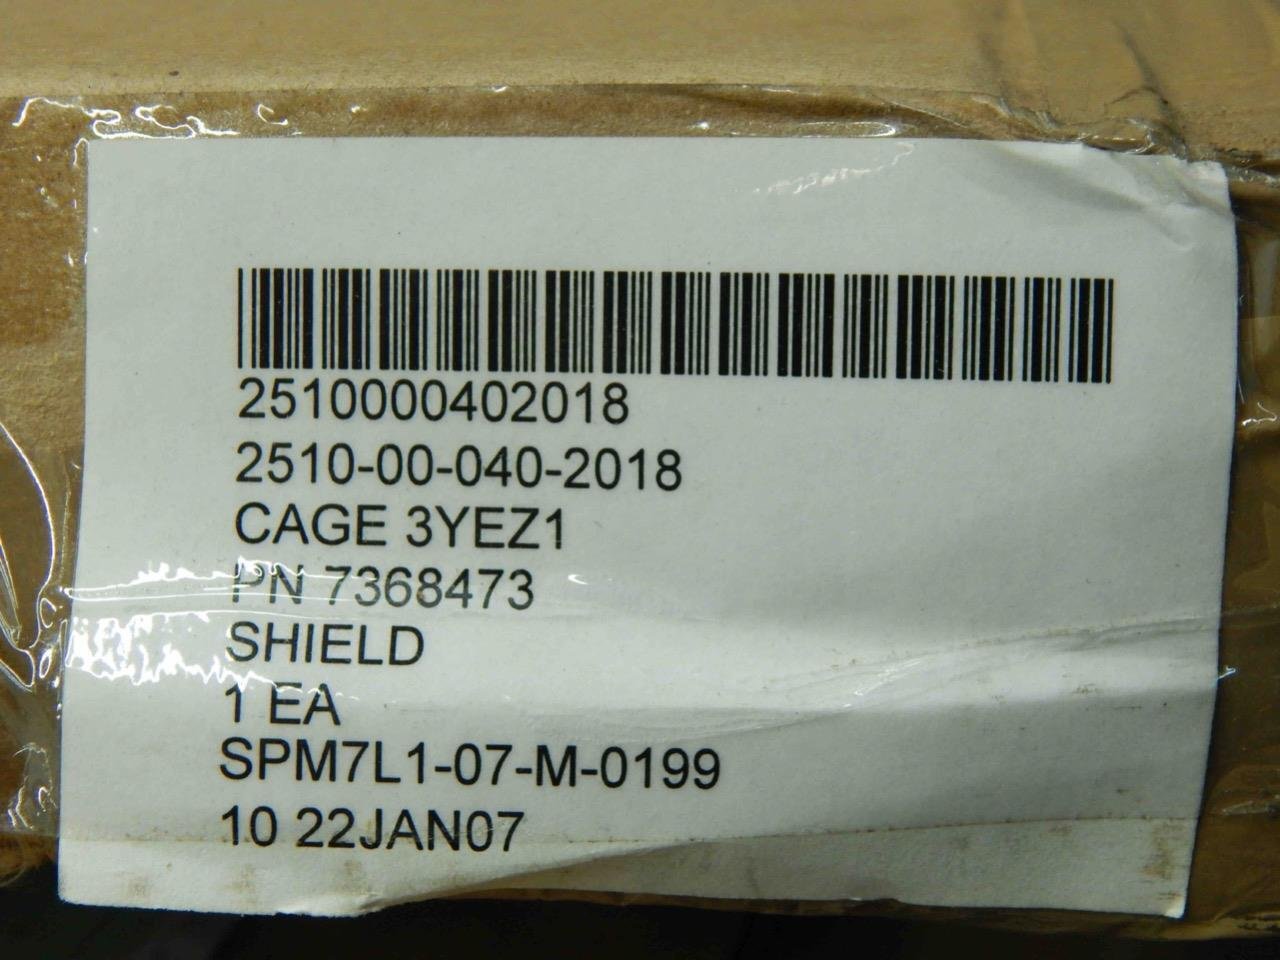 2510000402018
2510-00-040-2018
CAGE 3YEZ1
PN 7368473
SHIELD
1 EA
SPM7L1-07-M-0199
10 22JAN07